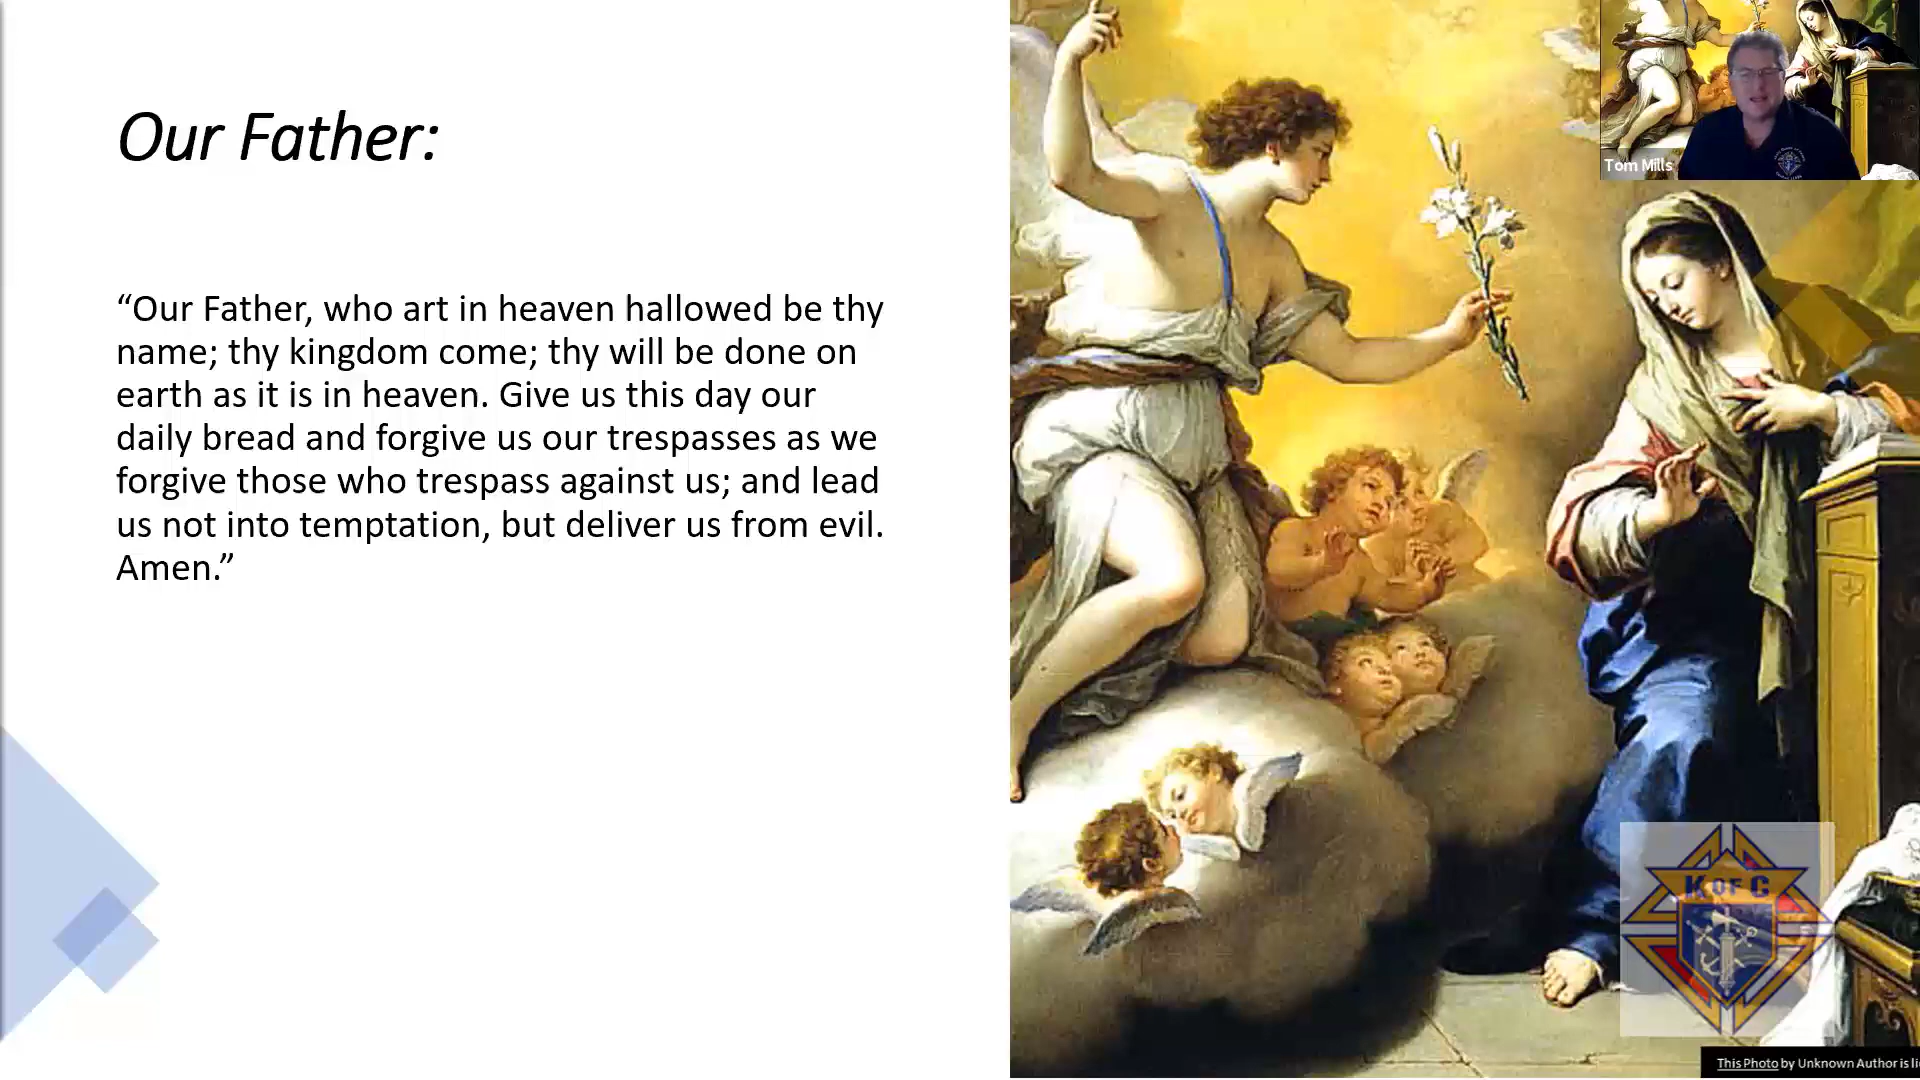 Our Father:
“Our Father, who art in heaven hallowed be thy
name; thy kingdom come; thy will be done on
earth as it is in heaven. Give us this day our
daily bread and forgive us our trespasses as we
forgive those who trespass against us; and lead
us not into temptation, but deliver us from evil.
Amen.”
Tom Mills
K OF C
This Photo by Unknown Author is li